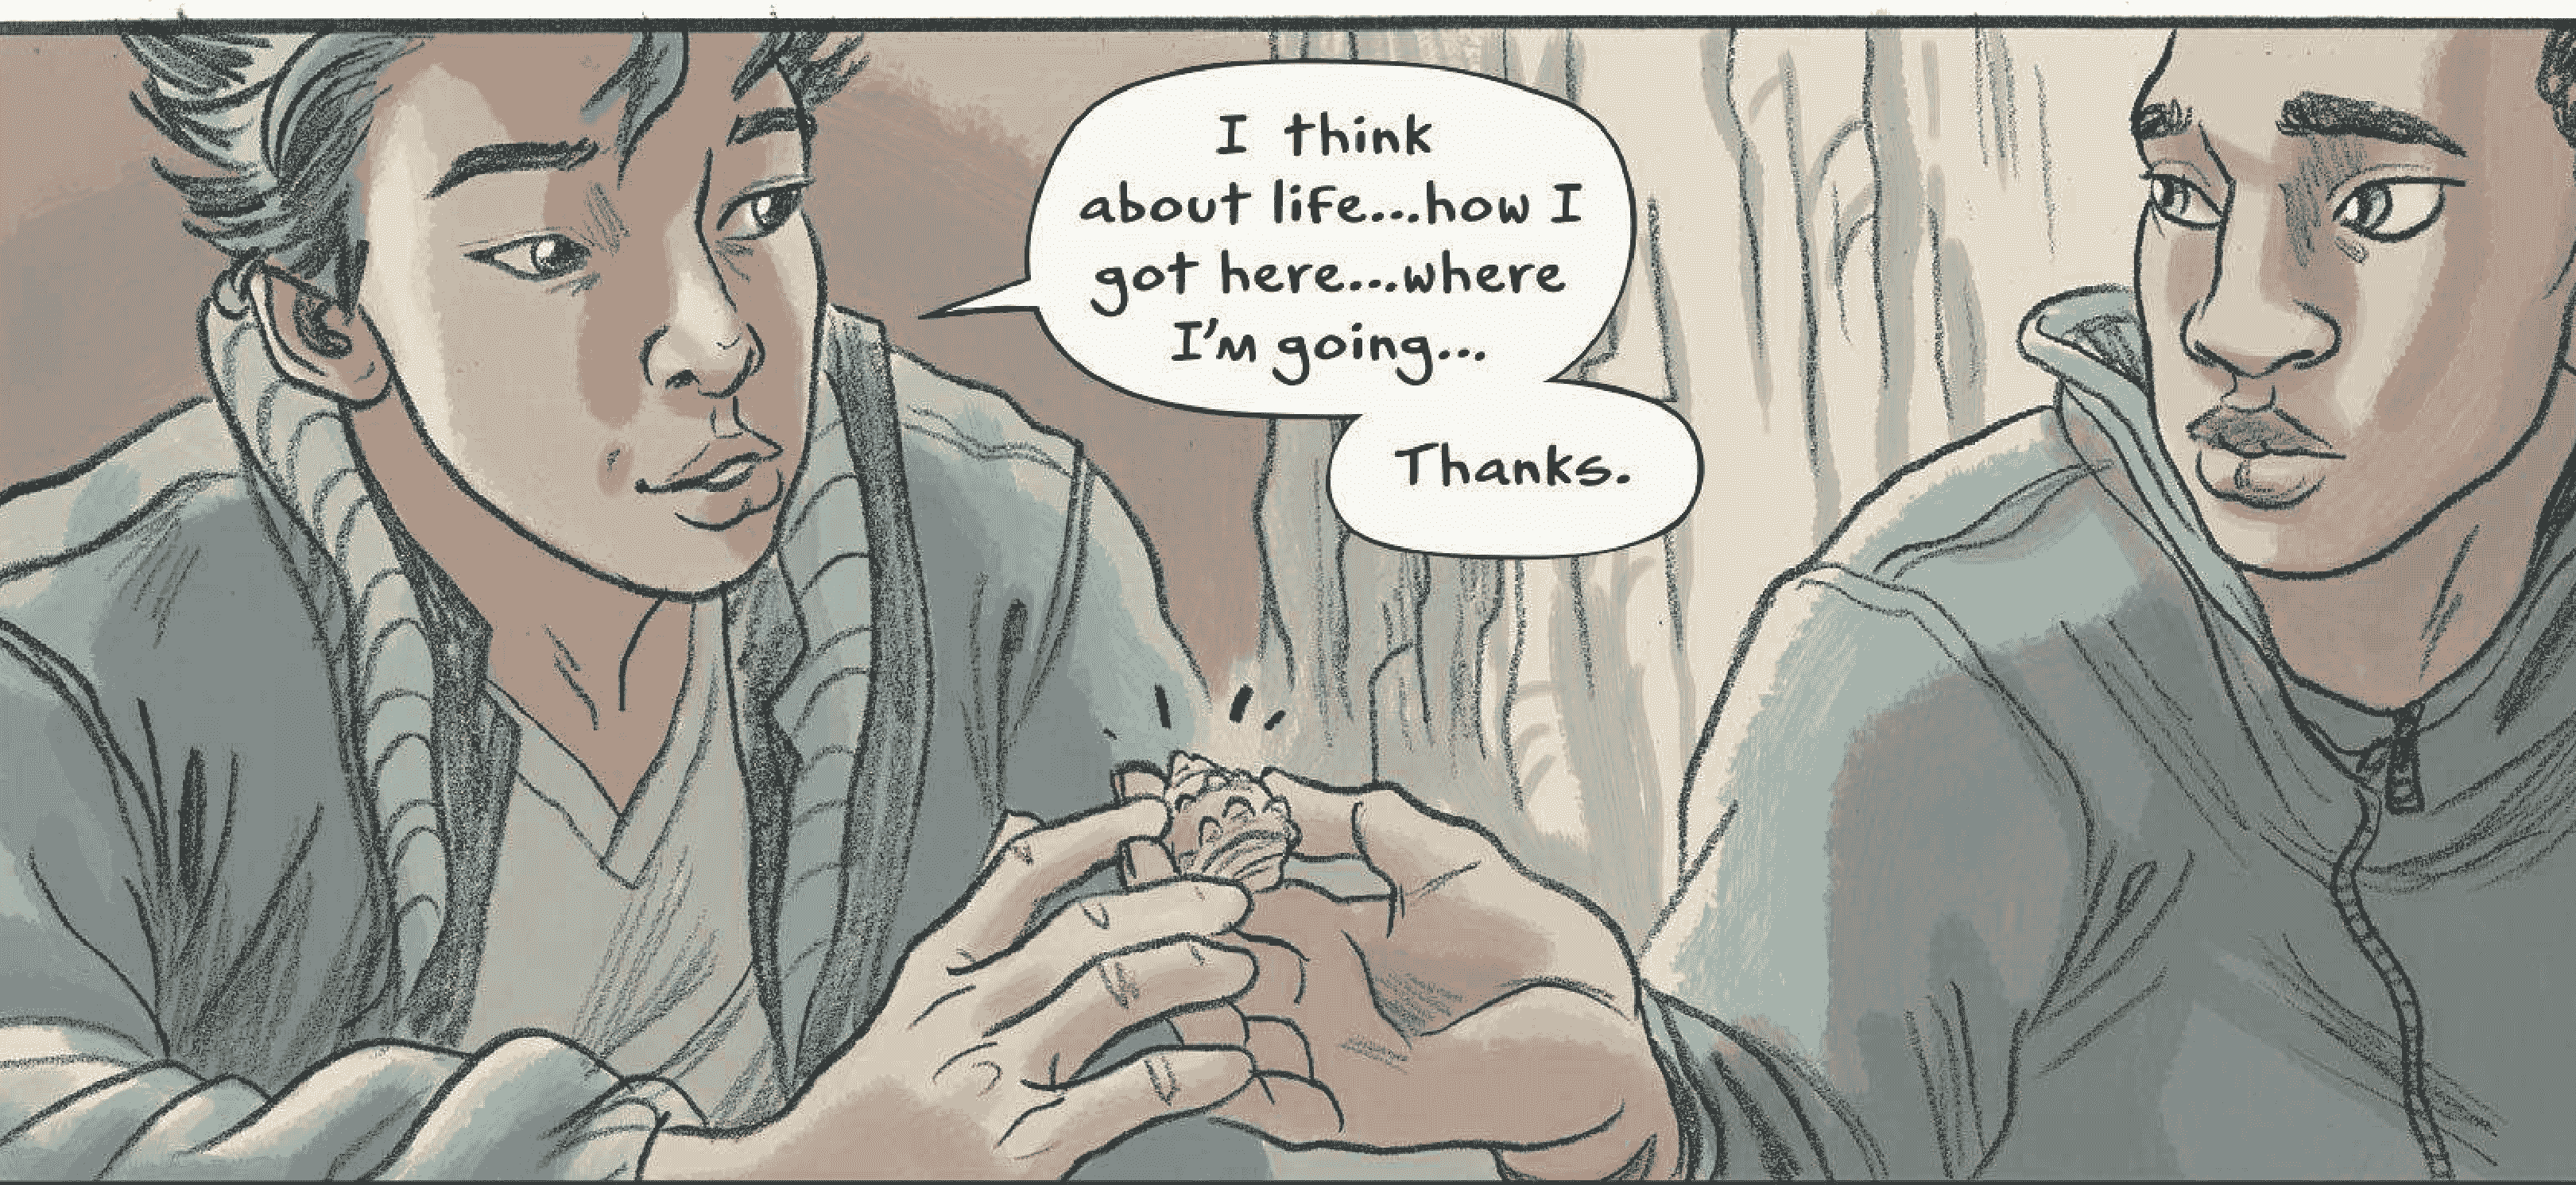 I think
about life...how I
got here...where
I'm going...
Thanks.